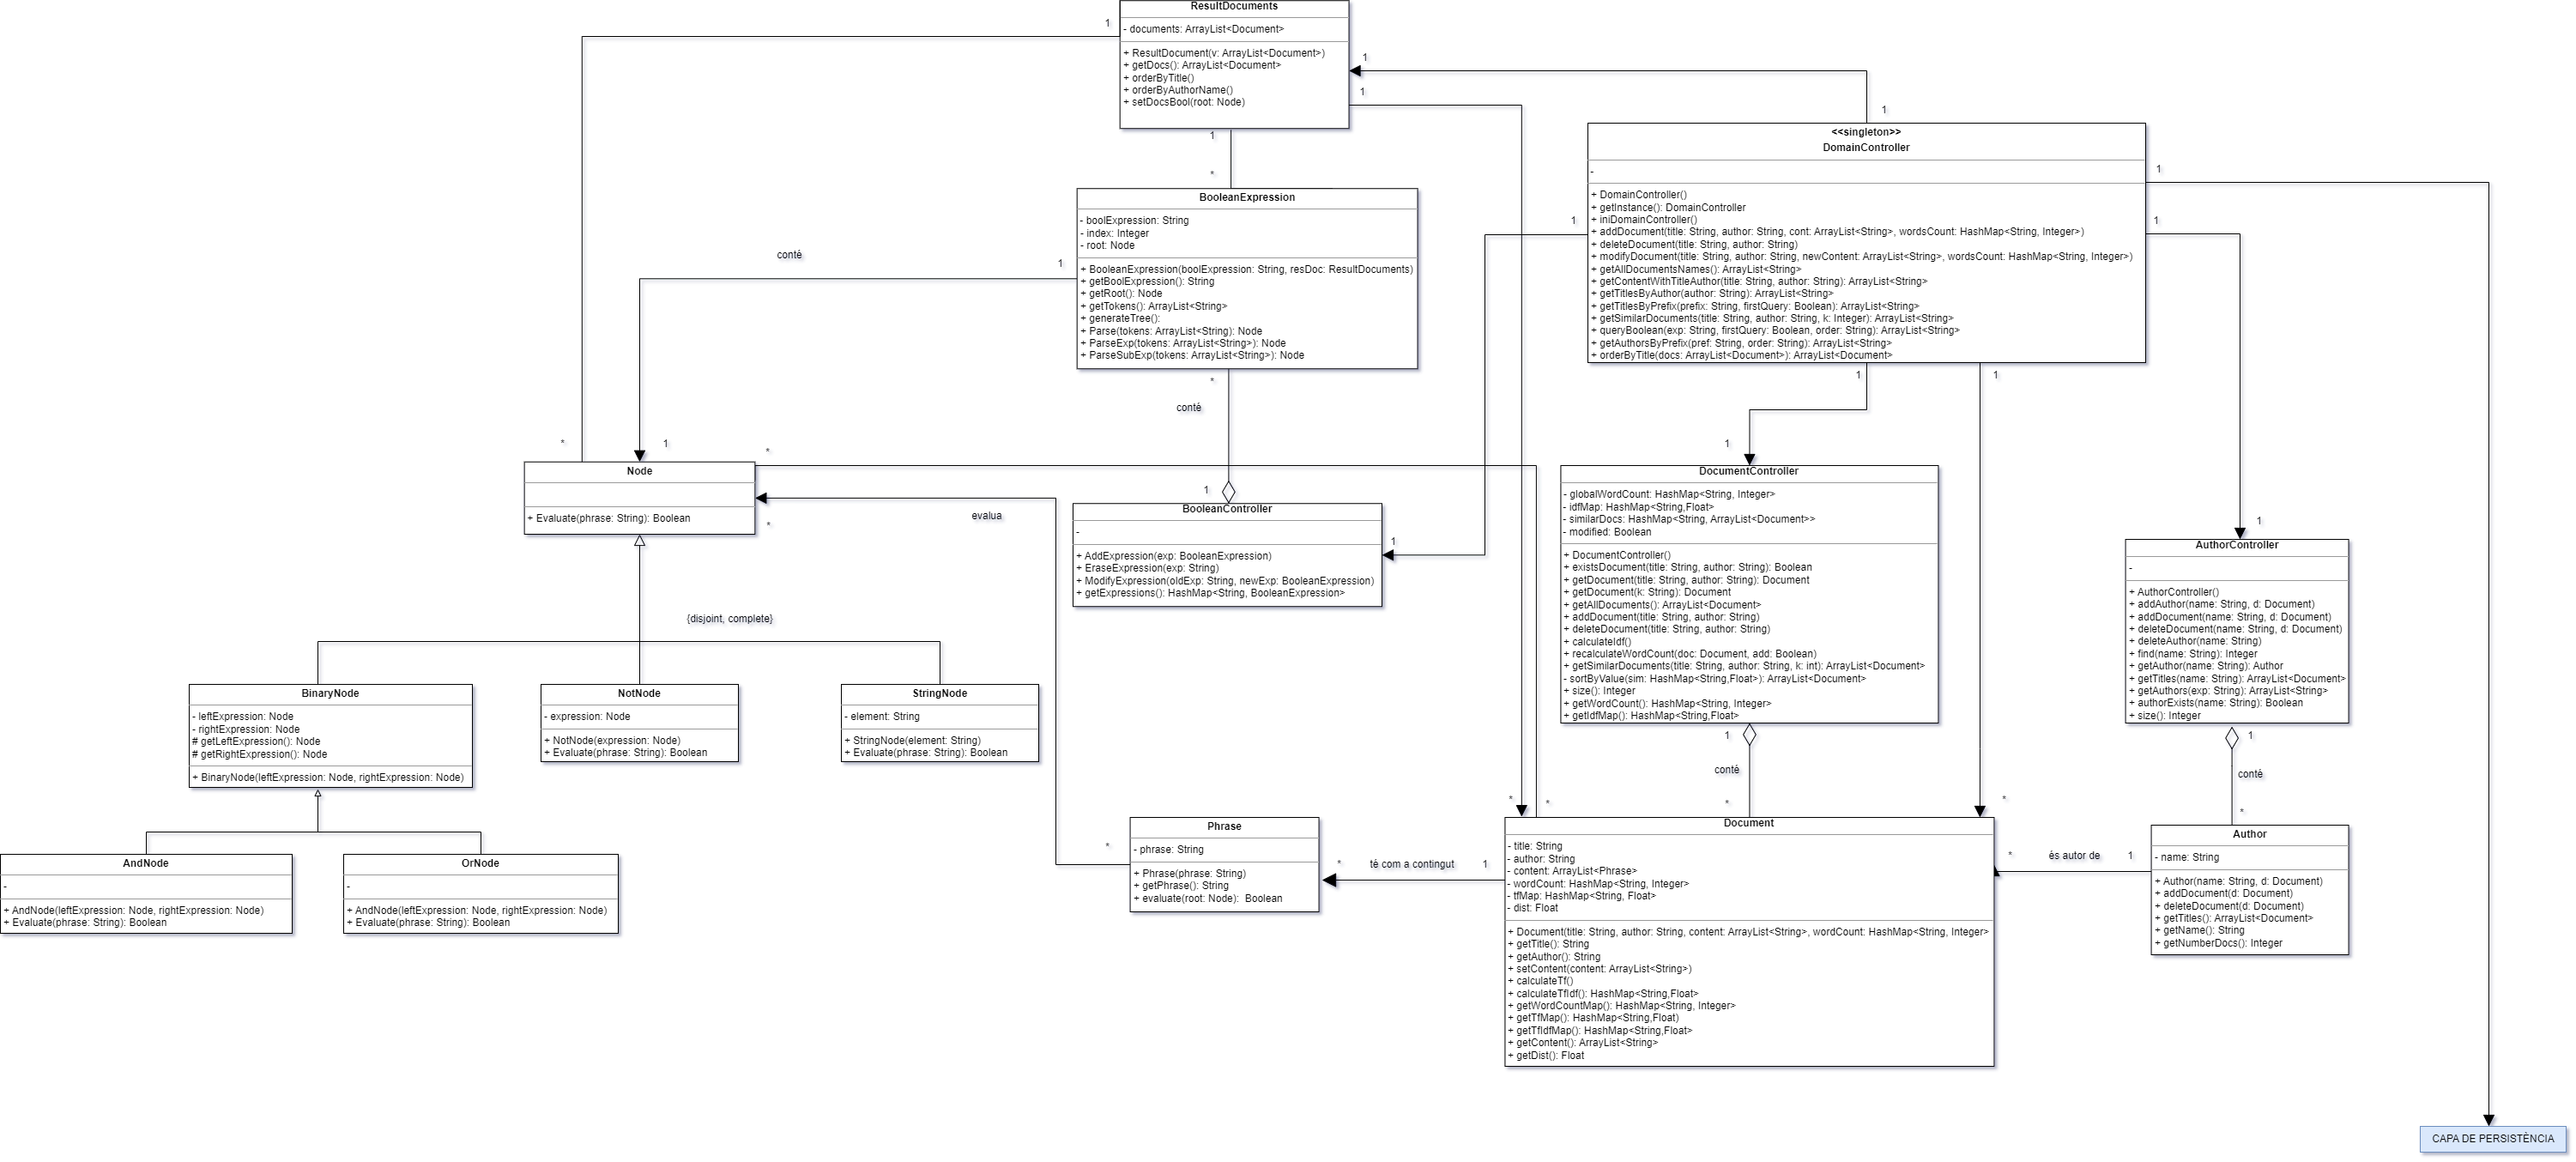 ResultDocuments
- documents: ArrayList<Document>
+ ResultDocument(v: ArrayList<Document>)
+ getDocs(): ArrayList<Document>
+ orderByTitle()
+ orderByAuthorName()
+ setDocsBool(root: Node)
1
1
1
1
1
*
<<singleton>>
DomainController
-
+ DomainController()
+ getInstance(): DomainController
+ iniDomainController()
+ addDocument(title: String, author: String, cont: ArrayList<String>, wordsCount: HashMap<String, Integer>)
+ deleteDocument(title: String, author: String)
+ modifyDocument(title: String, author: String, newContent: ArrayList<String>, wordsCount: HashMap<String, Integer>)
+ getAllDocumentsNames(): ArrayList<String>
+ getContentWithTitleAuthor(title: String, author: String): ArrayList<String>
+ getTitlesByAuthor(author: String): ArrayList<String>
+ getTitlesByPrefix(prefix: String, firstQuery: Boolean): ArrayList<String>
+ getSimilarDocuments(title: String, author: String, k: Integer): ArrayList<String>
+ queryBoolean(exp: String, firstQuery: Boolean, order: String): ArrayList<String>
+ getAuthorsByPrefix(pref: String, order: String): ArrayList<String>
+ orderByTitle(docs: ArrayList<Document>): ArrayList<Document>
1
1
1
1
1
BooleanExpression
- boolExpression: String
- index: Integer
- root: Node
+ BooleanExpression(boolExpression: String, resDoc: ResultDocuments)
+ getBoolExpression(): String
+ getRoot(): Node
+ getTokens(): ArrayList<String>
+ generateTree():
+ Parse(tokens: ArrayList<String): Node
+ ParseExp(tokens: ArrayList<String>): Node
+ ParseSubExp(tokens: ArrayList<String>): Node
conté
1
*
conté
*
1
*
Node
+ Evaluate(phrase: String): Boolean
*
evalua
1
BooleanController
-
+ AddExpression(exp: BooleanExpression)
+ EraseExpression(exp: String)
+ ModifyExpression(oldExp: String, newExp: BooleanExpression)
+ getExpressions(): HashMap<String, BooleanExpression>
1
1
DocumentController
- globalWordCount: HashMap<String, Integer>
- idfMap: HashMap<String,Float>
- similarDocs: HashMap<String, ArrayList<Document>>
- modified: Boolean
+ DocumentController()
+ existsDocument(title: String, author: String): Boolean
+ getDocument(title: String, author: String): Document
+ getDocument(k: String): Document
+ getAllDocuments(): ArrayList<Document>
+ addDocument(title: String, author: String)
+ deleteDocument(title: String, author: String)
+ calculateIdf()
+ recalculateWordCount(doc: Document, add: Boolean)
+ getSimilarDocuments(title: String, author: String, k: int): ArrayList<Document>
- sortByValue(sim: HashMap<String,Float>): ArrayList<Document>
+ size(): Integer
+ getWordCount(): HashMap<String, Integer>
+ getIdfMap(): HashMap<String,Float>
1
AuthorController
-
+ AuthorController()
+ addAuthor(name: String, d: Document)
+ addDocument(name: String, d: Document)
+ deleteDocument(name: String, d: Document)
+ deleteAuthor(name: String)
+ find(name: String): Integer
+ getAuthor(name: String): Author
+ getTitles(name: String): ArrayList<Document>
+ getAuthors(exp: String): ArrayList<String>
+ authorExists(name: String): Boolean
+ size(): Integer
{disjoint, complete}
BinaryNode
- leftExpression: Node
- rightExpression: Node
# getLeftExpression(): Node
# getRightExpression(): Node
+ BinaryNode(leftExpression: Node, rightExpression: Node)
NotNode
- expression: Node
+ NotNode(expression: Node)
+ Evaluate(phrase: String): Boolean
StringNode
- element: String
+ StringNode(element: String)
+ Evaluate(phrase: String): Boolean
1
conté
*
1
conté
*
*
*
*
AndNode
-
+ AndNode(leftExpression: Node, rightExpression: Node)
+ Evaluate(phrase: String): Boolean
OrNode
-
+ AndNode(leftExpression: Node, rightExpression: Node)
+ Evaluate(phrase: String): Boolean
*
Phrase
- phrase: String
+ Phrase(phrase: String)
+ getPhrase(): String
+ evaluate(root: Node): Boolean
*
té com a contingut
1
Document
- title: String
- author: String
- content: ArrayList<Phrase>
- wordCount: HashMap<String, Integer>
- tfMap: HashMap<String, Float>
- dist: Float
+ Document(title: String, author: String, content: ArrayList<String>, wordCount: HashMap<String, Integer>
+ getTitle(): String
+ getAuthor(): String
+ setContent(content: ArrayList<String>)
+ calculateTf()
+ calculateTfIdf(): HashMap<String,Float>
+ getWordCountMap(): HashMap<String, Integer>
+ getTfMap(): HashMap<String,Float)
+ getTfIdfMap(): HashMap<String,Float>
+ getContent(): ArrayList<String>
+ getDist(): Float
*
és autor de
1
Author
- name: String
+ Author(name: String, d: Document)
+ addDocument(d: Document)
+ deleteDocument(d: Document)
+ getTitles(): ArrayList<Document>
+ getName(): String
+ getNumberDocs(): Integer
CAPA DE PERSISTÈNCIA